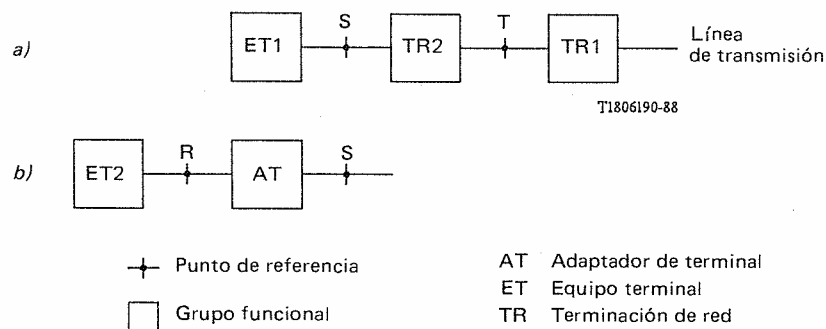 a)
ET1
S
TR2
T
TR1
Línea
de transmisión
T1806190-88
b)
ET2
R
AT
S
Punto de referencia
Grupo funcional
AT Adaptador de terminal
ET Equipo terminal
TR Terminación de red